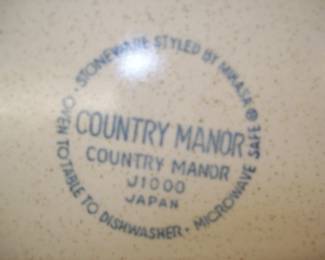 STONEWARE STYLED BY MIKASA ®
COUNTRY MANOR
COUNTRY MANOR
J1000
JAPAN
OVEN TO TABLE TO DISHWASHER · MICROWAVE SAFE